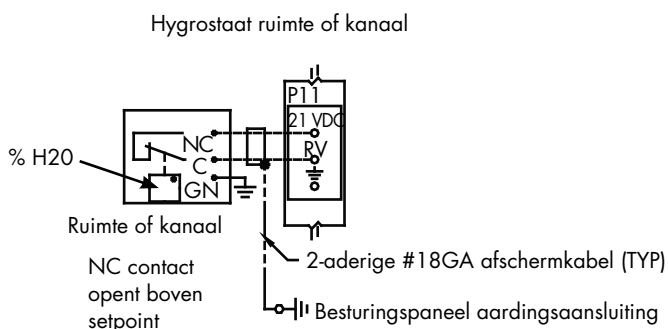 Hygrostaat ruimte of kanaal
P11
21 VDC
NC
RV
% H20
C
GN
Ruimte of kanaal
2-aderige #18GA afschermkabel (TYP)
NC contact
opent boven
setpoint
Besturingspaneel aardingsaansluiting